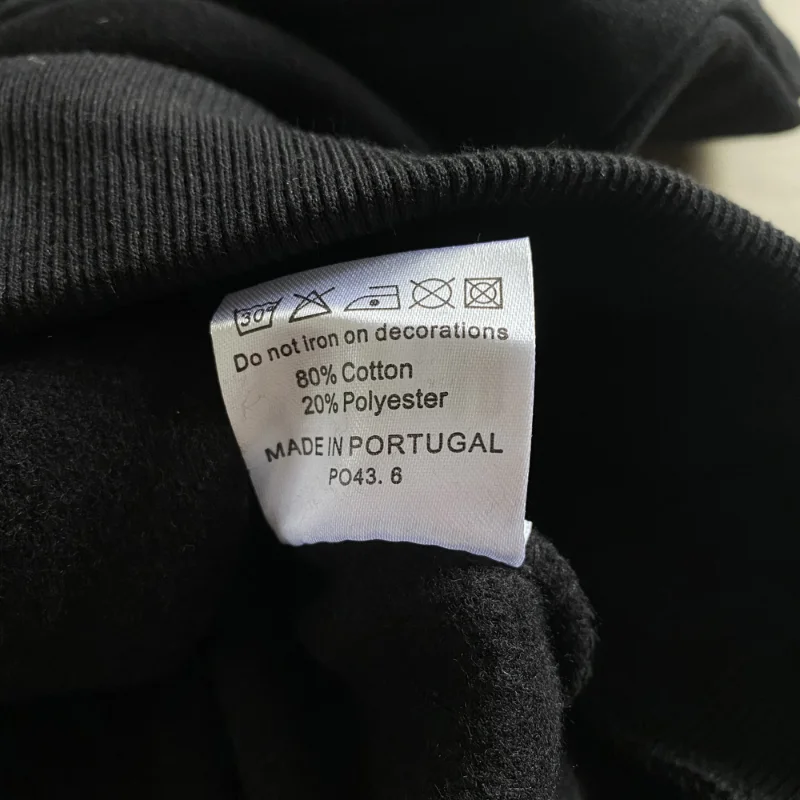 30°
Do not iron on decorations
80% Cotton
20% Polyester
MADE IN PORTUGAL
PO43. 6